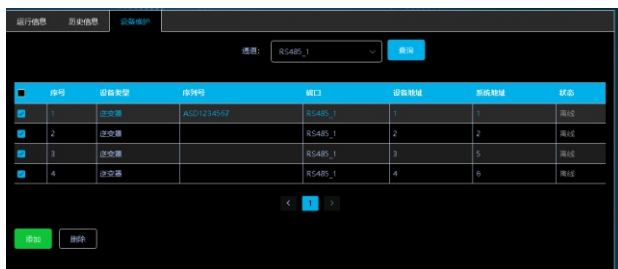 运行信息 历史信息 设备维护
通道: RS485_1 查询
序号 设备类型 序列号 端口 设备地址 系统地址 状态
1 逆变器 ASD1234567 RS485_1 1 1 离线
2 逆变器 RS485_1 2 2 离线
3 逆变器 RS485_1 3 5 离线
4 逆变器 RS485_1 4 6 离线
< 1 >
添加 删除